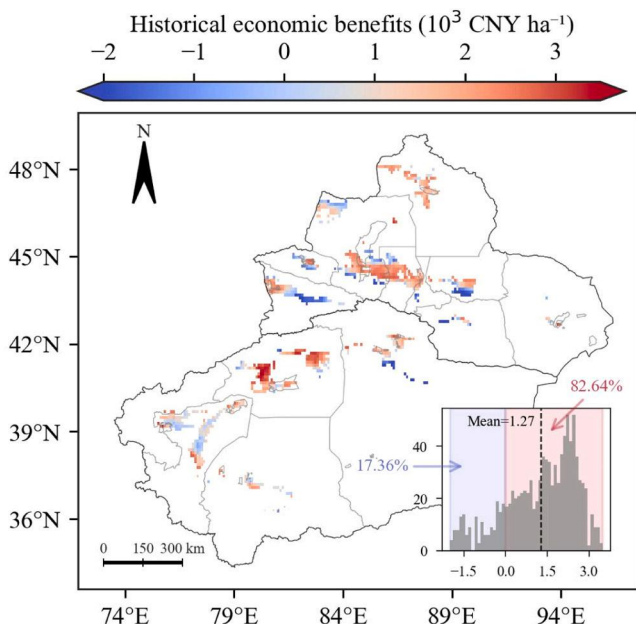 Historical economic benefits (10³ CNY ha⁻¹)
−2 −1 0 1 2 3
N
48°N
45°N
42°N
39°N
36°N
82.64%
Mean=1.27
17.36%
40
20
0
−1.5 0.0 1.5 3.0
0 150 300 km
74°E 79°E 84°E 89°E 94°E